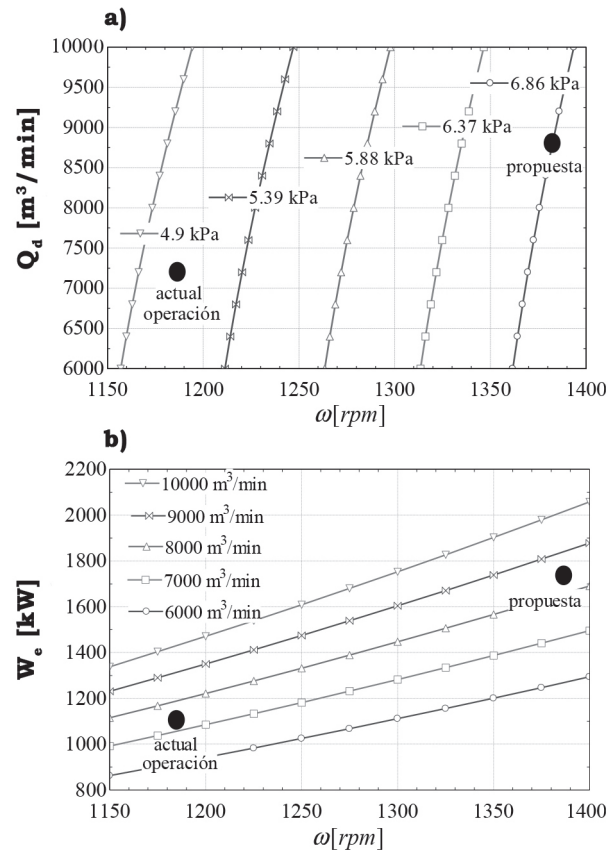 a)
10000
9500
9000
8500
8000
7500
7000
6500
6000
Q_d [m³/min]
6.86 kPa
6.37 kPa
propuesta
5.88 kPa
5.39 kPa
4.9 kPa
actual
operación
1150 1200 1250 1300 1350 1400
ω[rpm]
b)
2200
2000
1800
1600
1400
1200
1000
800
W_e [kW]
10000 m³/min
9000 m³/min
8000 m³/min
7000 m³/min
6000 m³/min
propuesta
actual
operación
1150 1200 1250 1300 1350 1400
ω[rpm]